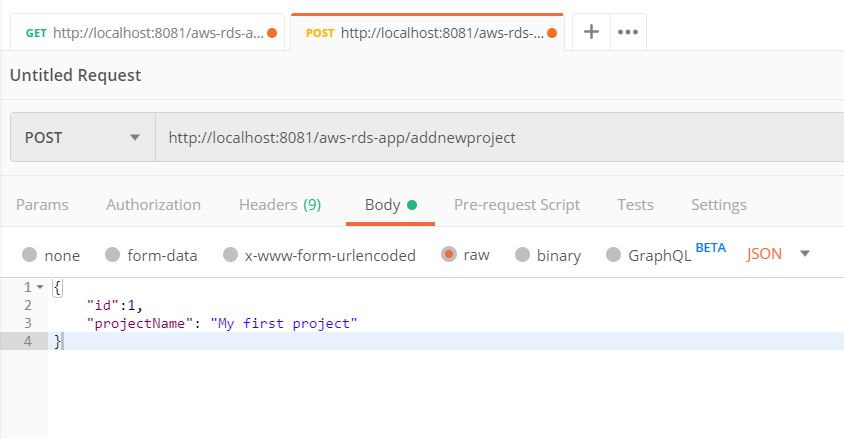 GET http://localhost:8081/aws-rds-a... POST http://localhost:8081/aws-rds-... + •••
Untitled Request
POST http://localhost:8081/aws-rds-app/addnewproject
Params Authorization Headers (9) Body Pre-request Script Tests Settings
none form-data x-www-form-urlencoded raw binary GraphQL BETA JSON
1 {
2 "id":1,
3 "projectName": "My first project"
4 }